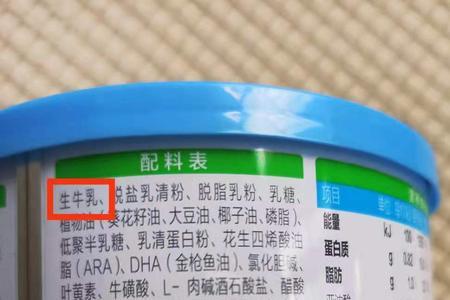 配料表
生牛乳、脱盐乳清粉、脱脂乳粉、乳糖、
植物油（葵花籽油、大豆油、椰子油、磷脂）、
低聚半乳糖、乳清蛋白粉、花生四烯酸油
脂（ARA）、DHA（金枪鱼油）、氯化胆碱、
叶黄素、牛磺酸、L-肉碱酒石酸盐、醋酸
项目
能量
kJ
蛋白质
g
脂肪
g